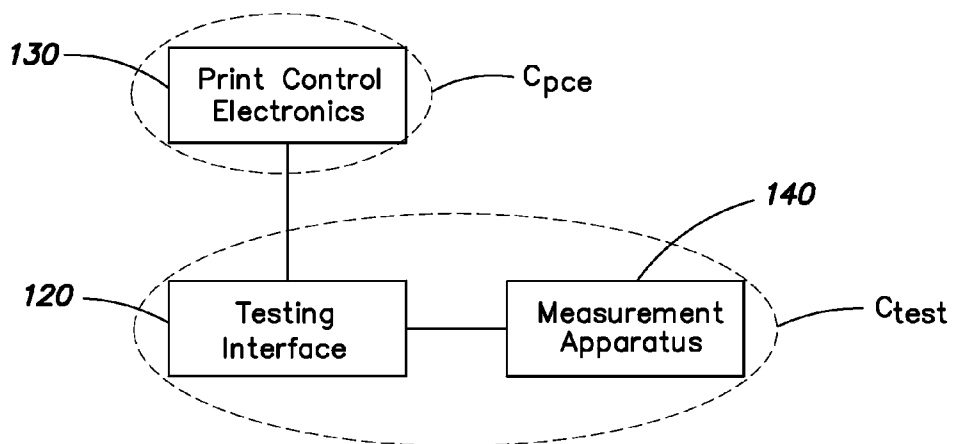 130
Print Control
Electronics
Cpce
140
120
Testing
Interface
Measurement
Apparatus
Ctest